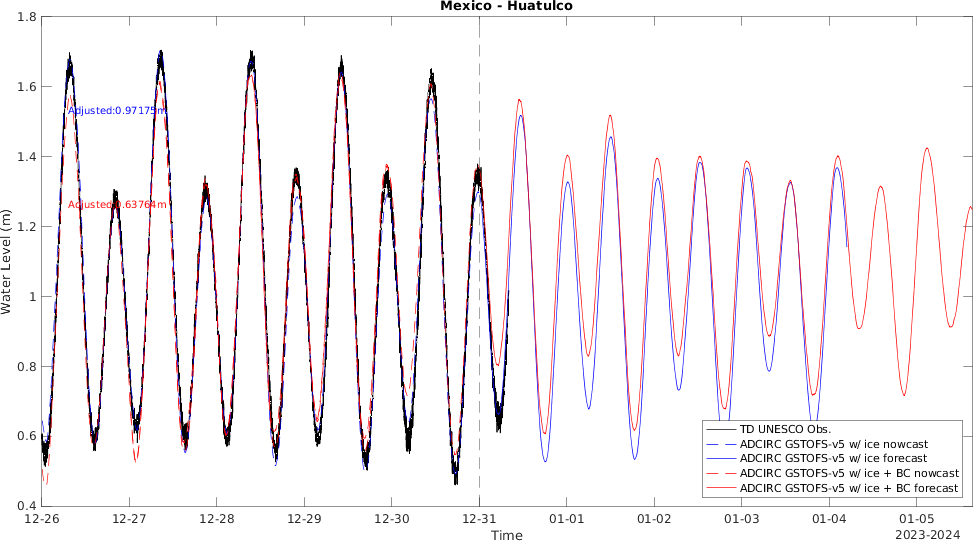 Mexico - Huatulco
1.8
1.6
1.4
1.2
1
0.8
0.6
0.4
Water Level (m)
Adjusted:0.97175m
Adjusted:0.63764m
TD UNESCO Obs.
ADCIRC GSTOFS-v5 w/ ice nowcast
ADCIRC GSTOFS-v5 w/ ice forecast
ADCIRC GSTOFS-v5 w/ ice + BC nowcast
ADCIRC GSTOFS-v5 w/ ice + BC forecast
12-26 12-27 12-28 12-29 12-30 12-31 01-01 01-02 01-03 01-04 01-05
Time
2023-2024